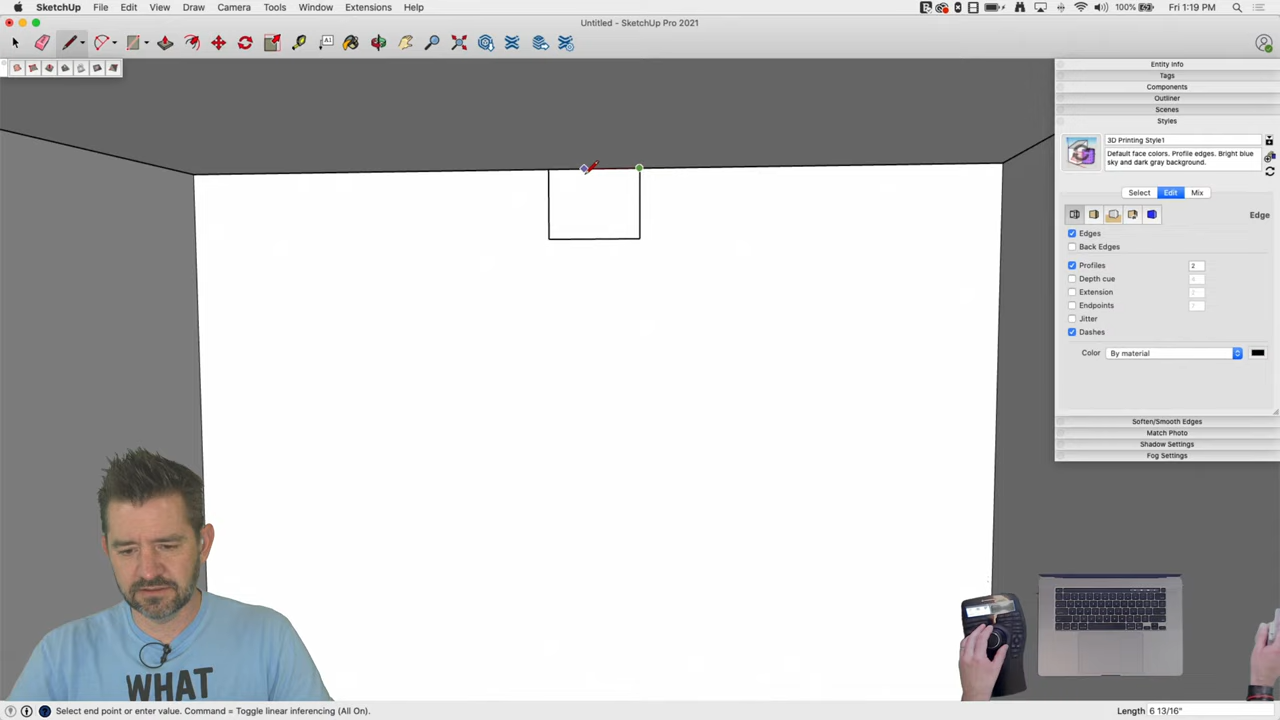 SketchUp File Edit View Draw Camera Tools Window Extensions Help
100% Fri 1:19 PM
Untitled - SketchUp Pro 2021
Entity Info
Tags
Components
Outliner
Scenes
Styles
3D Printing Style1
Default face colors. Profile edges. Bright blue
sky and dark gray background.
Select Edit Mix
Edge
Edges
Back Edges
Profiles 2
Depth cue
Extension
Endpoints
Jitter
Dashes
Color By material
Soften/Smooth Edges
Match Photo
Shadow Settings
Fog Settings
WHAT
Select end point or enter value. Command = Toggle linear inferencing (All On).
Length 6 13/16"